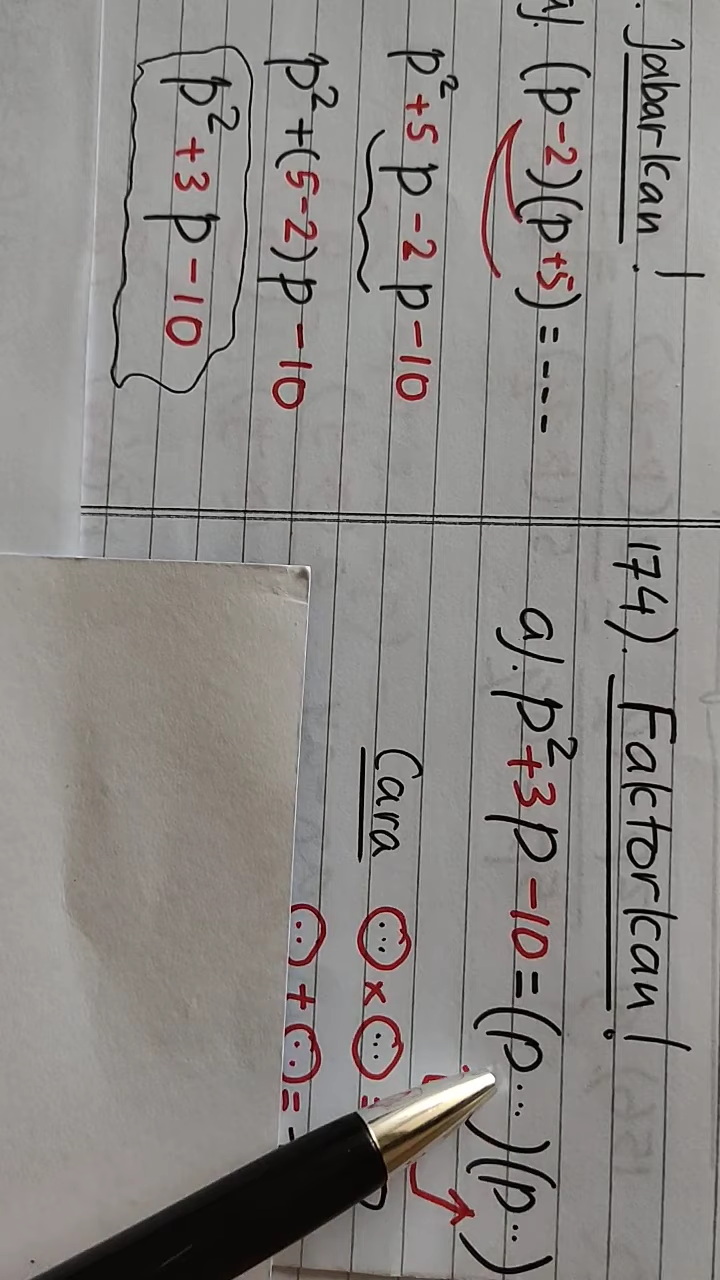 Jabarkan!
a). (p-2)(p+5) = ---
p²+5p-2p-10
p²+(5-2)p-10
p²+3p-10
174). Faktorkan!
a). p²+3p-10=(p...)(p...)
Cara (...) x (...) =
(...) + (...) =